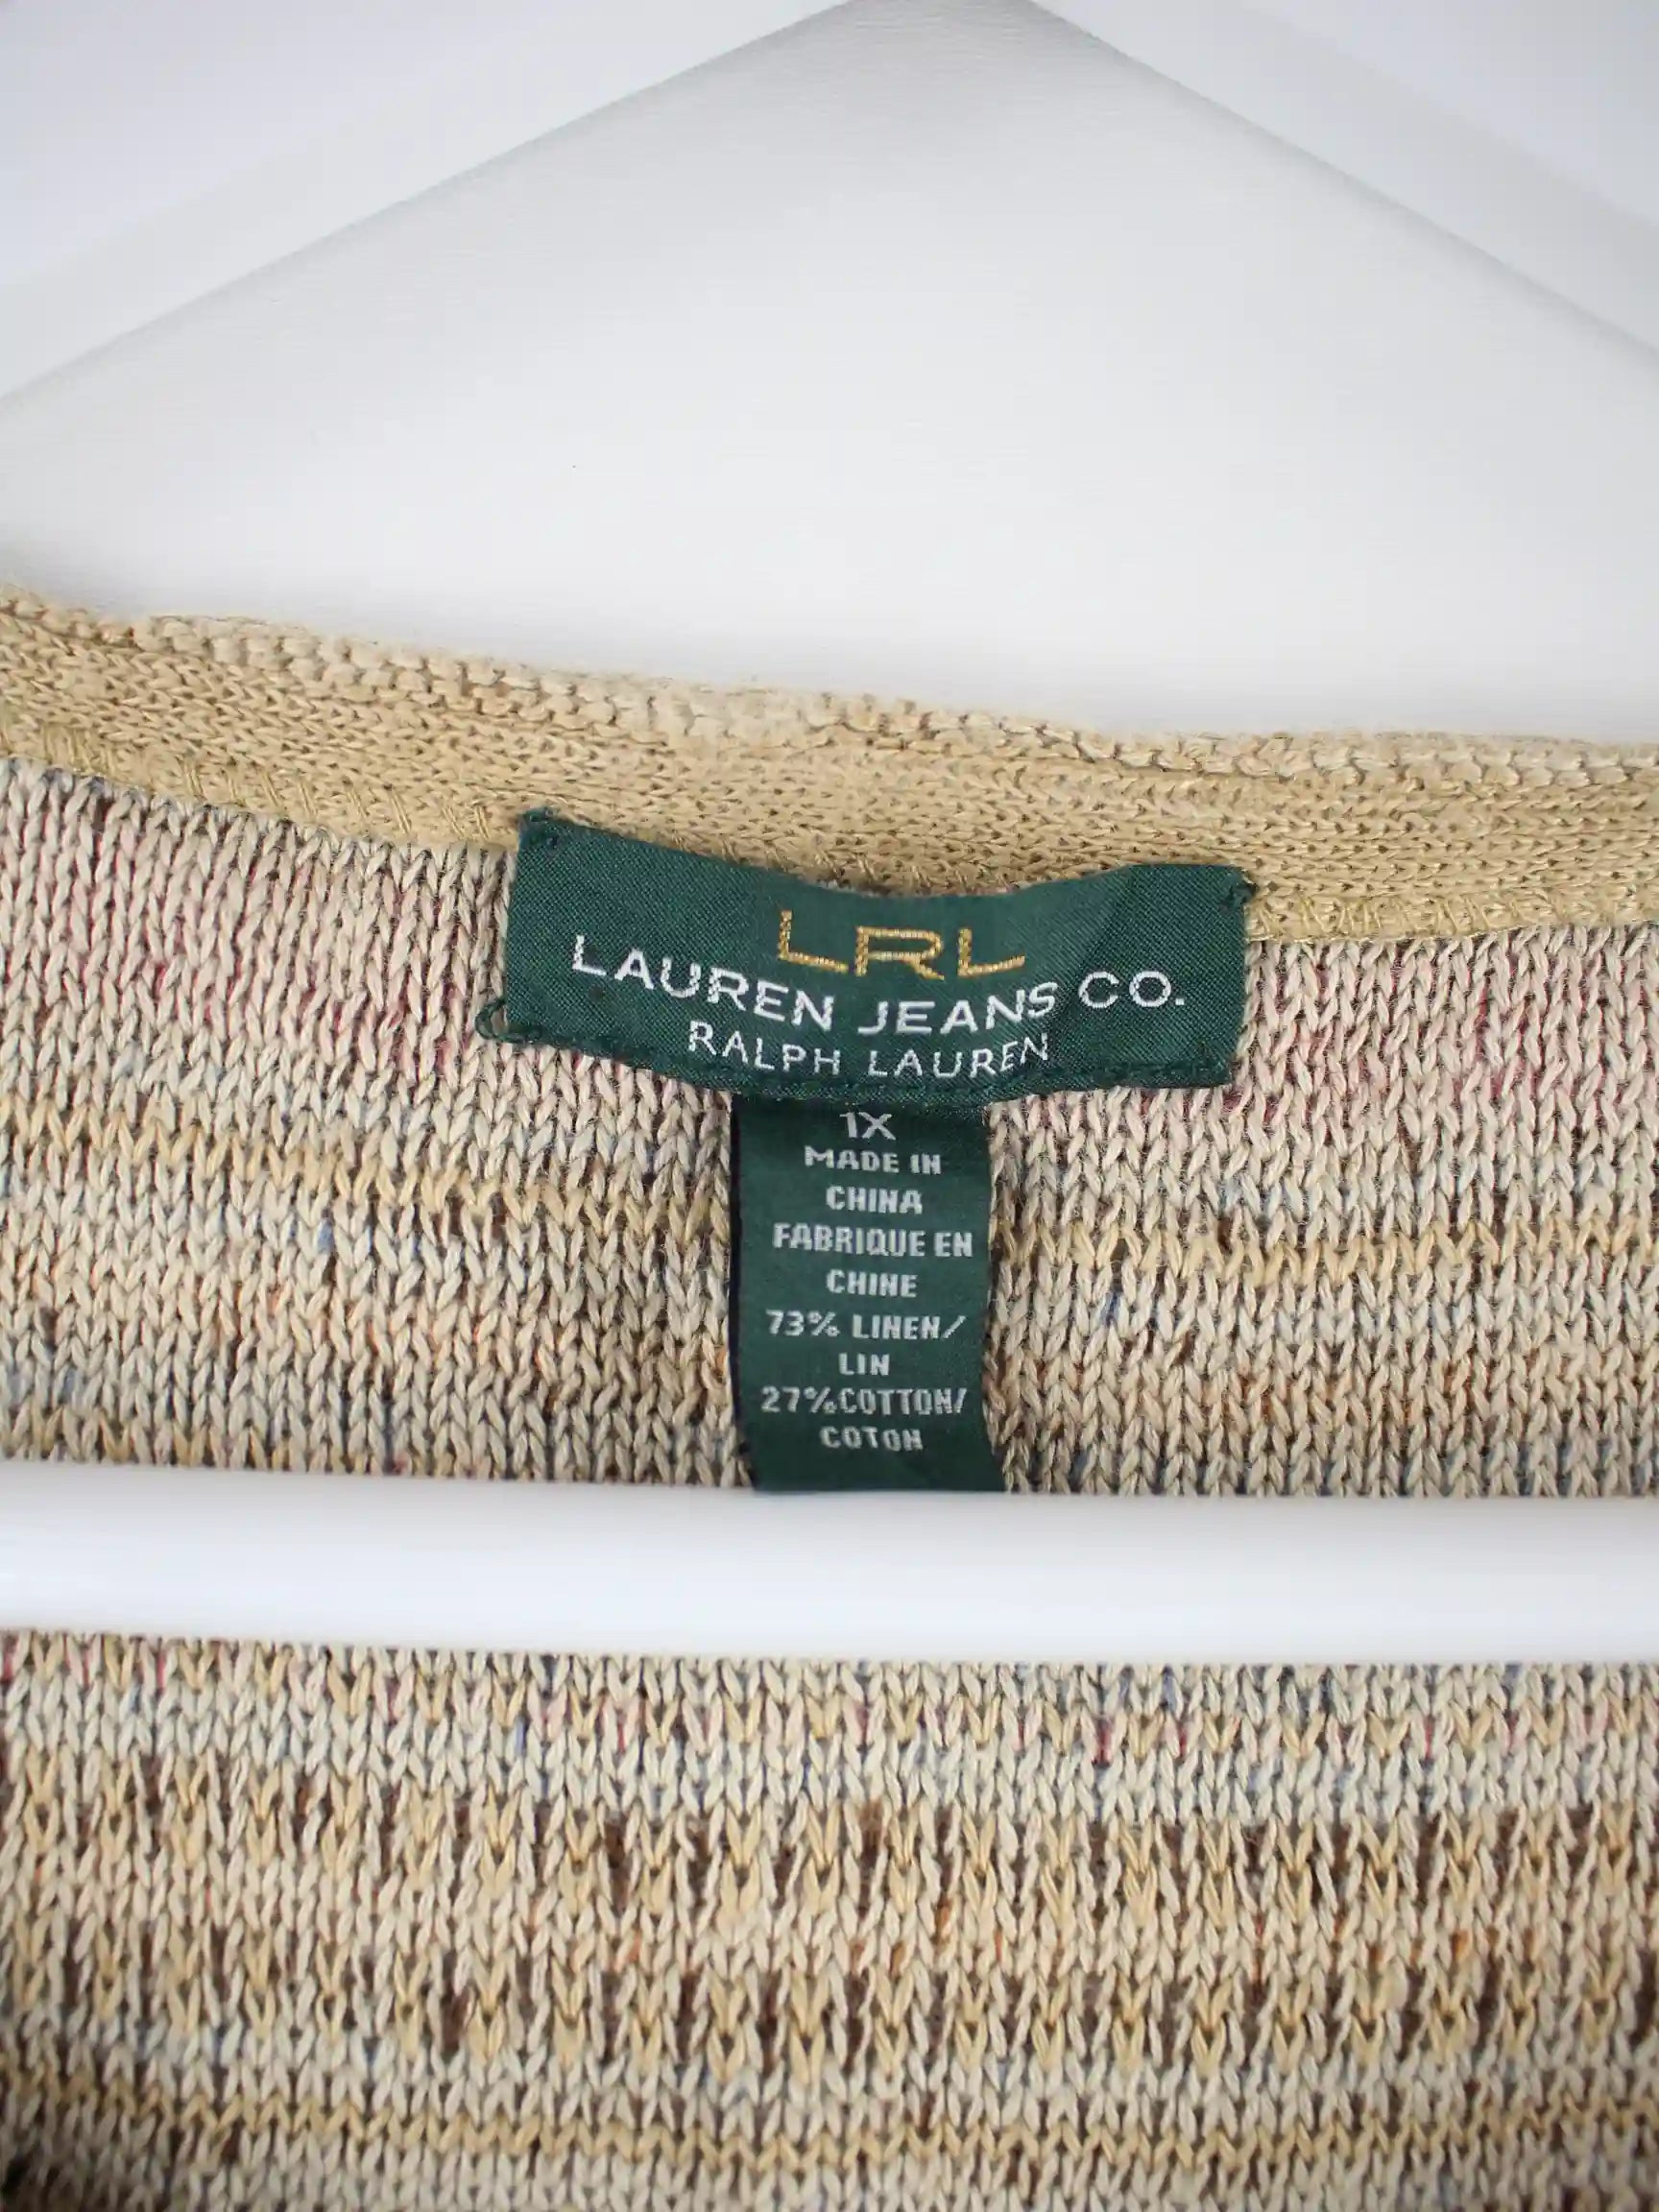 LRL
LAUREN JEANS CO.
RALPH LAUREN
1X
MADE IN
CHINA
FABRIQUE EN
CHINE
73% LINEN/
LIN
27%COTTON/
COTON